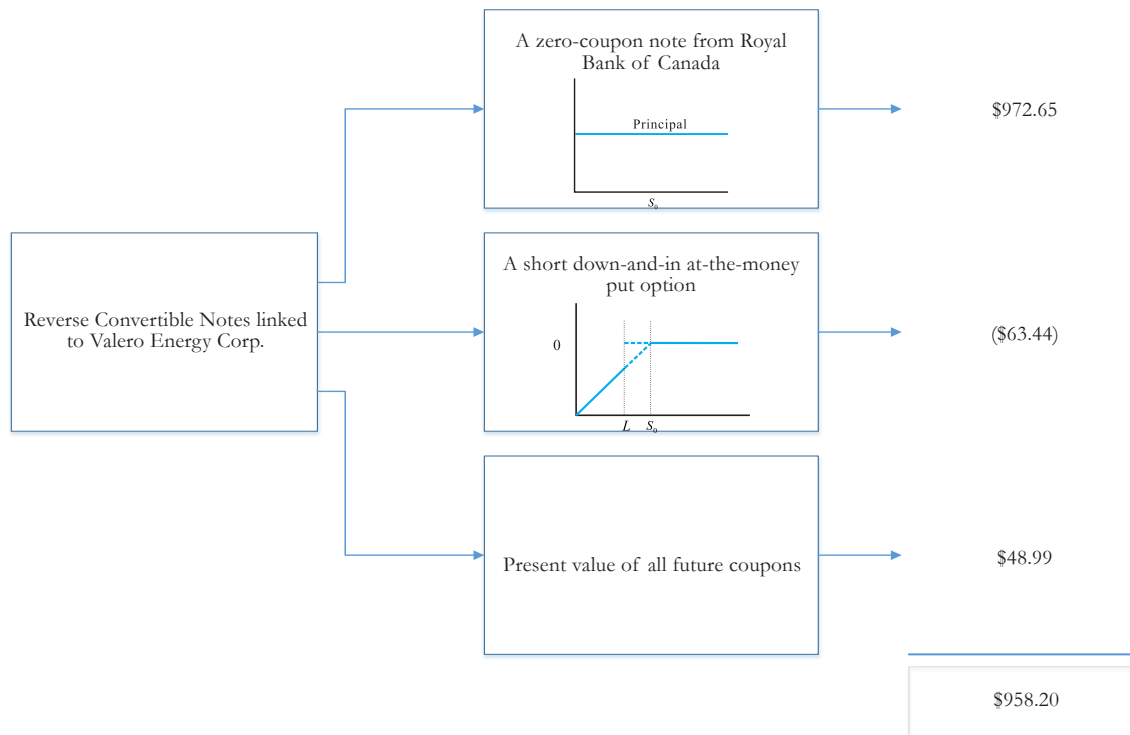 A zero-coupon note from Royal
Bank of Canada
Principal
S₀
$972.65
Reverse Convertible Notes linked
to Valero Energy Corp.
A short down-and-in at-the-money
put option
0
L S₀
($63.44)
Present value of all future coupons
$48.99
$958.20